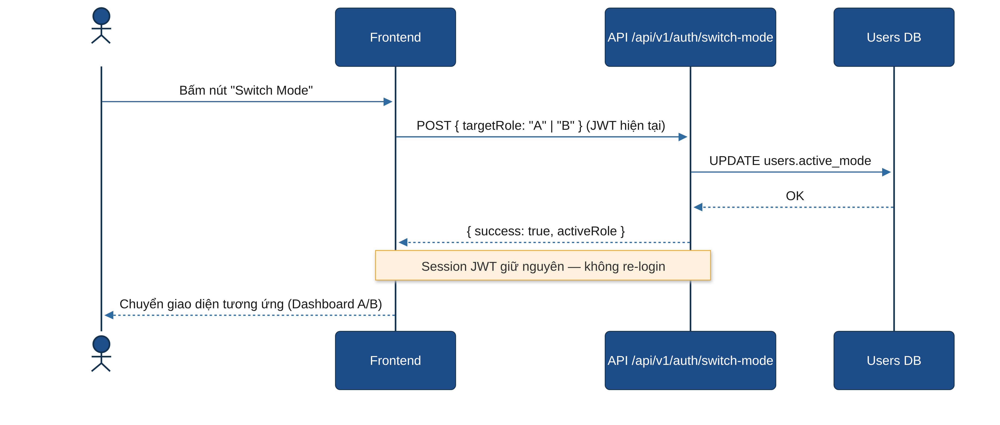 Frontend
API /api/v1/auth/switch-mode
Users DB
Bấm nút "Switch Mode"
POST { targetRole: "A" | "B" } (JWT hiện tại)
UPDATE users.active_mode
OK
{ success: true, activeRole }
Session JWT giữ nguyên — không re-login
Chuyển giao diện tương ứng (Dashboard A/B)
Frontend
API /api/v1/auth/switch-mode
Users DB